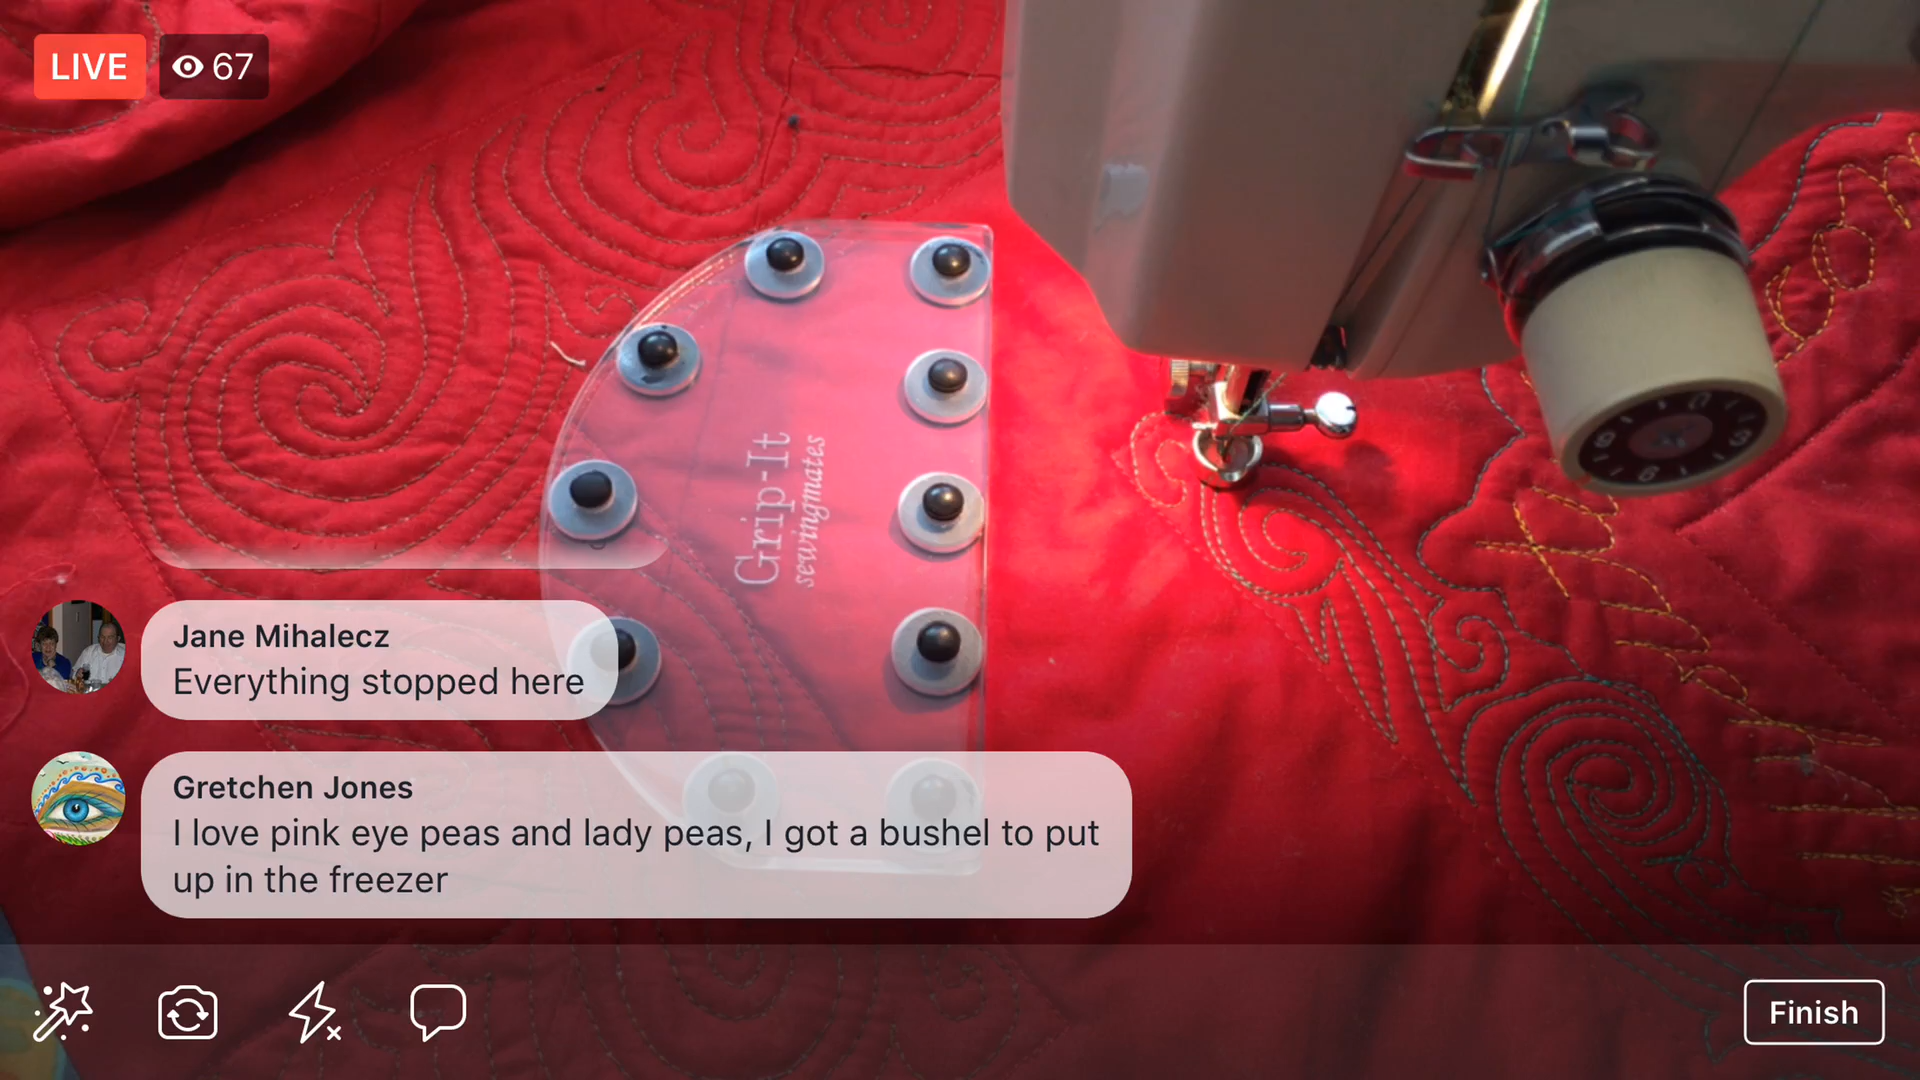 LIVE
67
Grip-It
sewingmates
Jane Mihalecz
Everything stopped here
Gretchen Jones
I love pink eye peas and lady peas, I got a bushel to put
up in the freezer
Finish